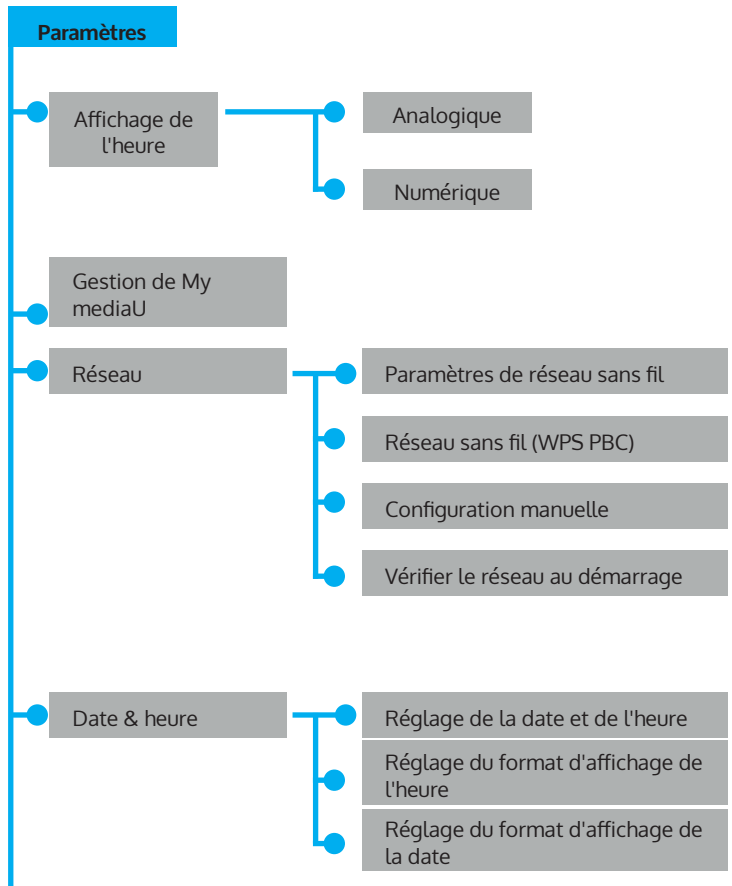 Paramètres
Affichage de
l'heure
Analogique
Numérique
Gestion de My
mediaU
Réseau
Paramètres de réseau sans fil
Réseau sans fil (WPS PBC)
Configuration manuelle
Vérifier le réseau au démarrage
Date & heure
Réglage de la date et de l'heure
Réglage du format d'affichage de
l'heure
Réglage du format d'affichage de
la date